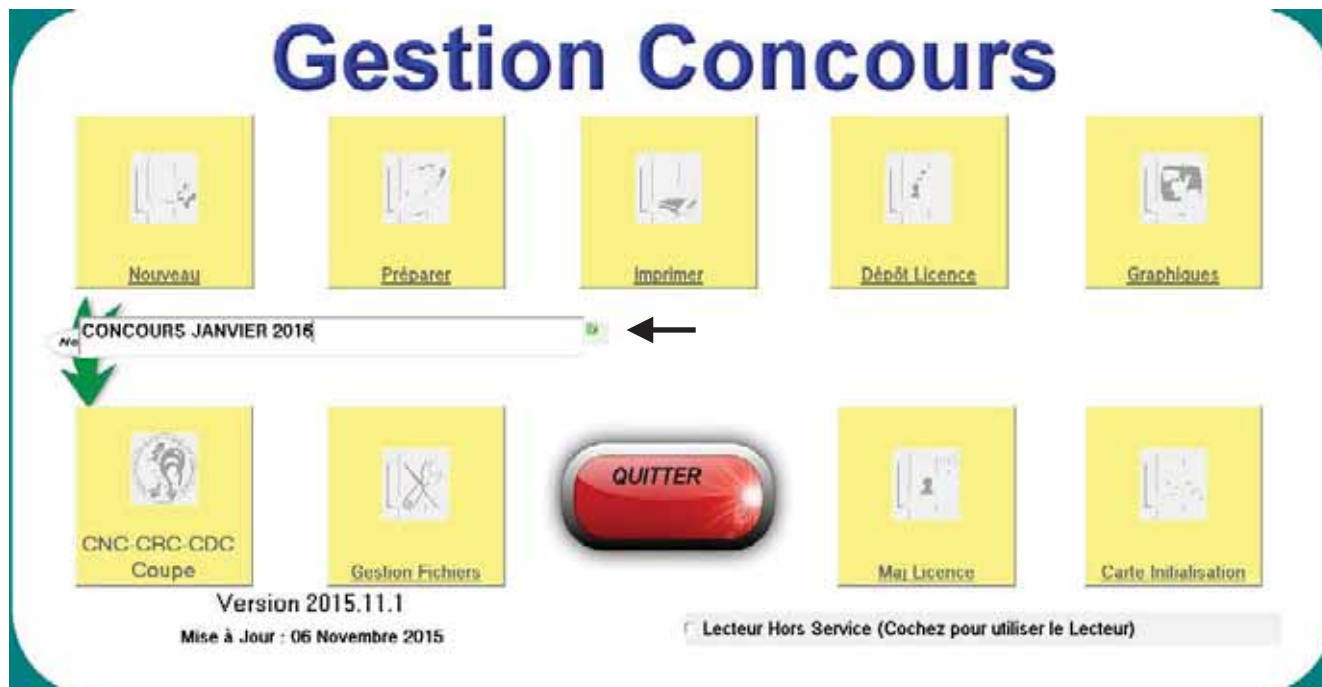 Gestion Concours
Nouveau
Préparer
Imprimer
Dépôt Licence
Graphiques
CONCOURS JANVIER 2016
QUITTER
CNC-CRC-CDC
Coupe
Gestion Fichiers
Maj Licence
Carte Initialisation
Version 2015.11.1
Mise à Jour : 06 Novembre 2015
Lecteur Hors Service (Cochez pour utiliser le Lecteur)